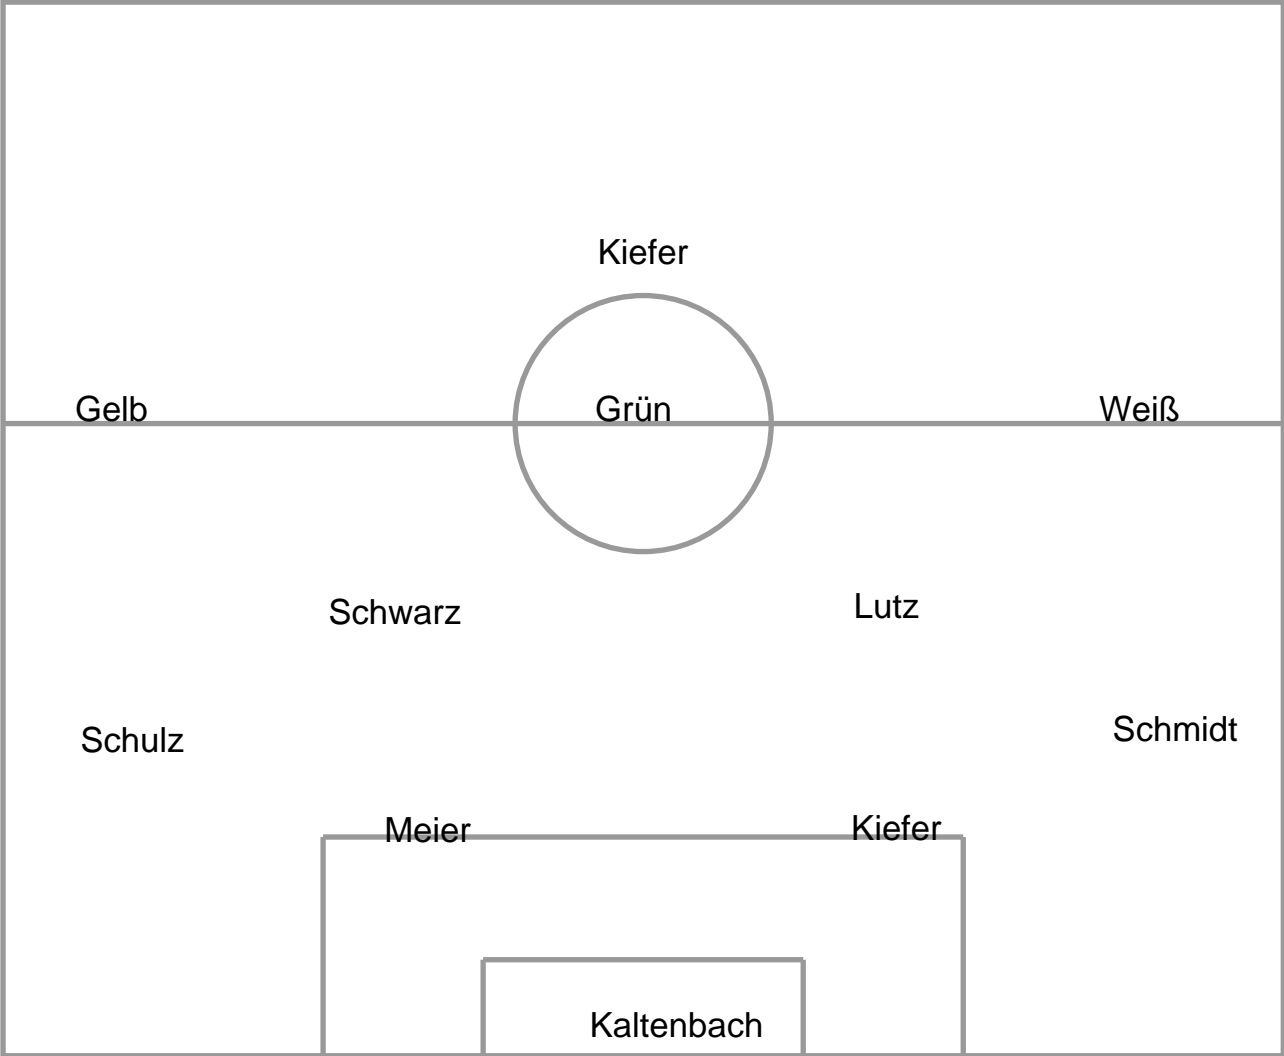 Kiefer
Gelb Grün Weiß
Schwarz Lutz
Schulz Schmidt
Meier Kiefer
Kaltenbach